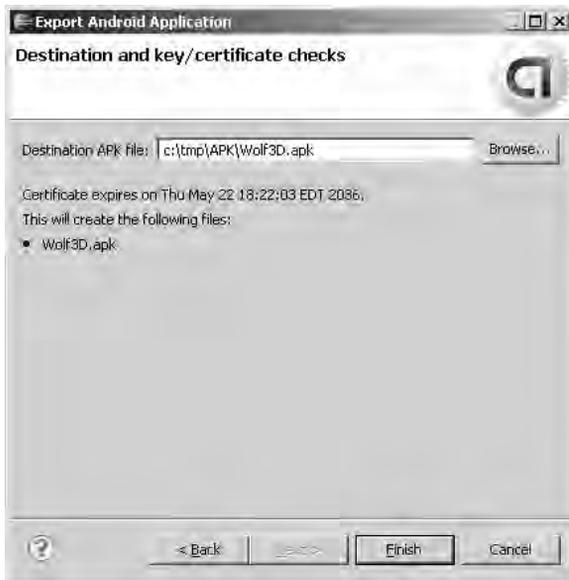 Export Android Application
Destination and key/certificate checks
Destination APK file: c:\tmp\APK\Wolf3D.apk Browse...
Certificate expires on Thu May 22 18:22:03 EDT 2036.
This will create the following files:
• Wolf3D.apk
< Back Finish Cancel